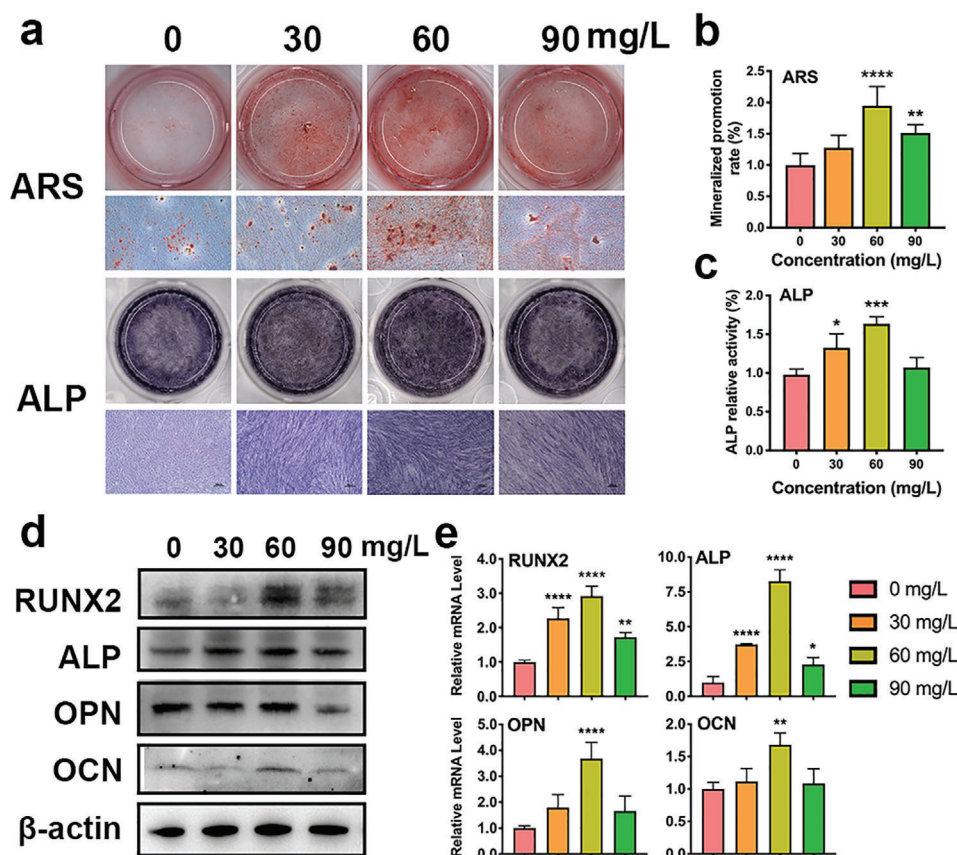 a
0 30 60 90 mg/L
ARS
ALP
b
ARS
Mineralized promotion
rate (%)
2.5
2.0
1.5
1.0
0.5
0.0
****
**
0 30 60 90
Concentration (mg/L)
c
ALP
ALP relative activity (%)
2.0
1.5
1.0
0.5
0.0
*
***
0 30 60 90
Concentration (mg/L)
d
0 30 60 90 mg/L
RUNX2
ALP
OPN
OCN
β-actin
e
RUNX2
Relative mRNA Level
4.0
3.0
2.0
1.0
0.0
****
****
**
ALP
10.0
7.5
5.0
2.5
0.0
****
****
*
OPN
Relative mRNA Level
5.0
4.0
3.0
2.0
1.0
0.0
****
OCN
2.0
1.5
1.0
0.5
0.0
**
0 mg/L
30 mg/L
60 mg/L
90 mg/L